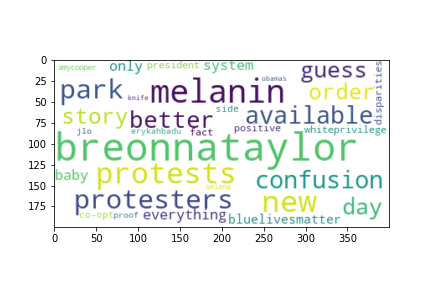 amycooper only president system guess
0
25
50
75
100
125
150
175
park knife melanin obamas order disparities
story better side available
jlo erykahbadu fact positive whiteprivilege
breonnataylor
baby protests selena confusion
protesters new day
co-opt proof everything bluelivesmatter
0 50 100 150 200 250 300 350